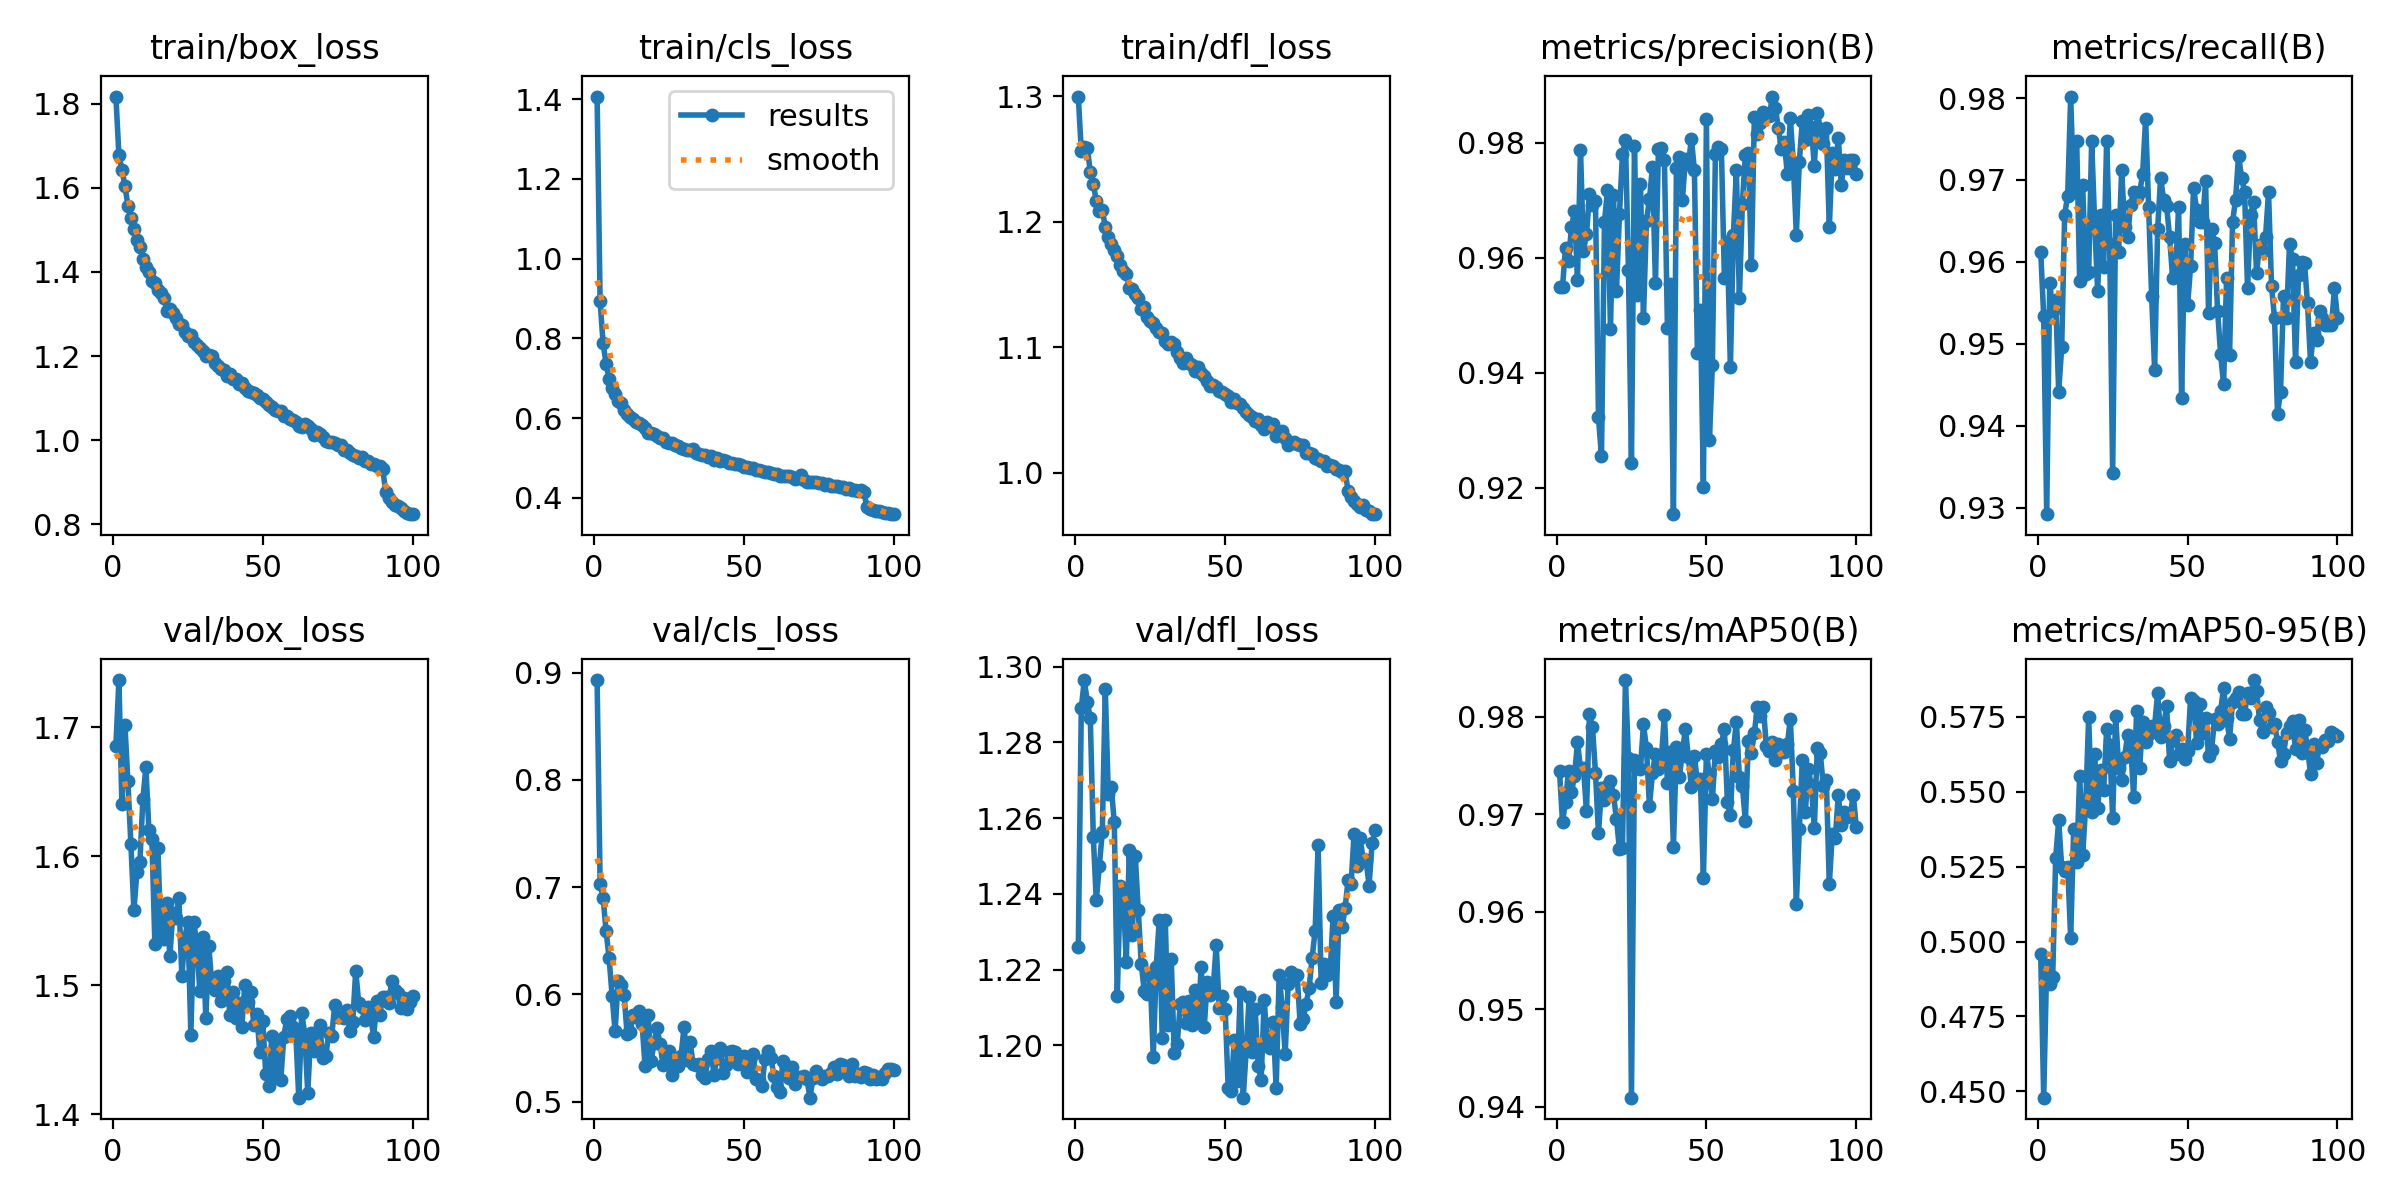 train/box_loss
1.8
1.6
1.4
1.2
1.0
0.8
0 50 100
train/cls_loss
results
smooth
1.4
1.2
1.0
0.8
0.6
0.4
0 50 100
train/dfl_loss
1.3
1.2
1.1
1.0
0 50 100
metrics/precision(B)
0.98
0.96
0.94
0.92
0 50 100
metrics/recall(B)
0.98
0.97
0.96
0.95
0.94
0.93
0 50 100
val/box_loss
1.7
1.6
1.5
1.4
0 50 100
val/cls_loss
0.9
0.8
0.7
0.6
0.5
0 50 100
val/dfl_loss
1.30
1.28
1.26
1.24
1.22
1.20
0 50 100
metrics/mAP50(B)
0.98
0.97
0.96
0.95
0.94
0 50 100
metrics/mAP50-95(B)
0.575
0.550
0.525
0.500
0.475
0.450
0 50 100